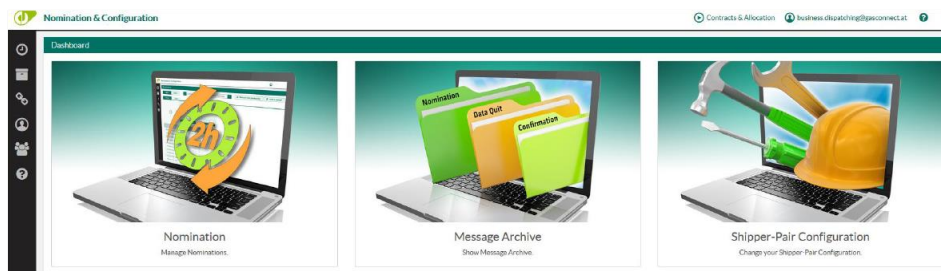 Nomination & Configuration
Contracts & Allocation
business.dispatching@gasconnect.at
Dashboard
2h
Nomination
Data Quit
Confirmation
Nomination
Manage Nominations.
Message Archive
Show Message Archive.
Shipper-Pair Configuration
Change your Shipper-Pair Configuration.